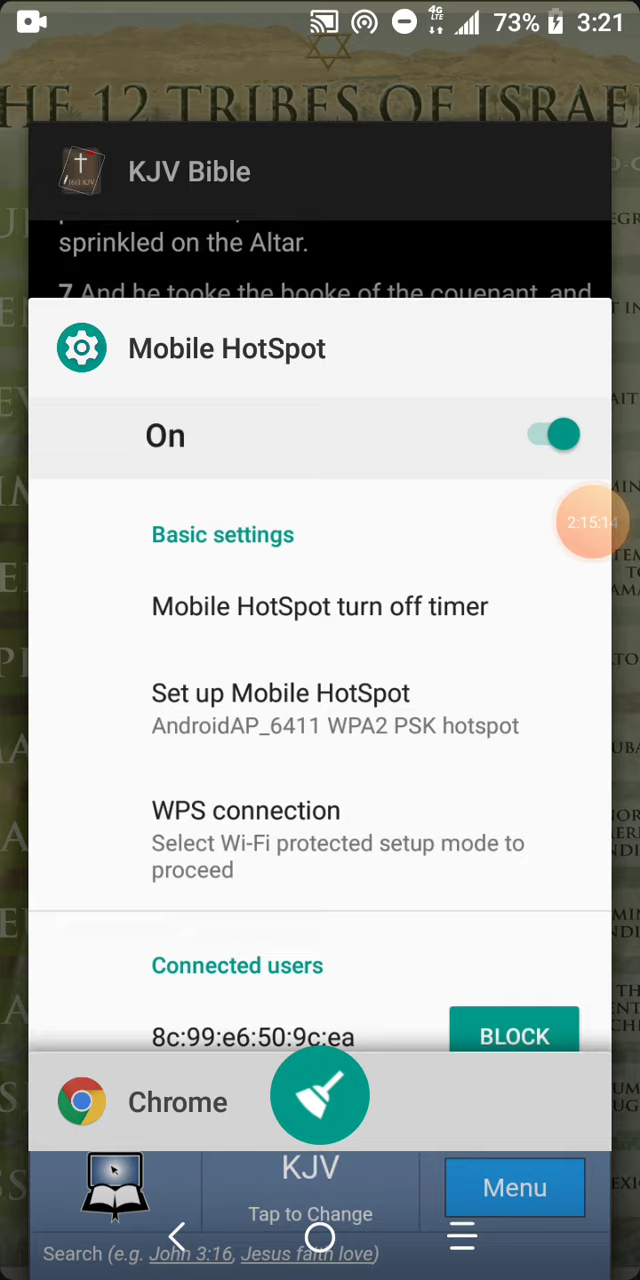 4G
LTE
73% 3:21
HE 12 TRIBES OF ISRAE
KJV Bible
1611 KJV
sprinkled on the Altar.
7 And he tooke the booke of the couenant, and
Mobile HotSpot
On
2:15:14
Basic settings
Mobile HotSpot turn off timer
Set up Mobile HotSpot
AndroidAP_6411 WPA2 PSK hotspot
WPS connection
Select Wi-Fi protected setup mode to
proceed
Connected users
8c:99:e6:50:9c:ea BLOCK
Chrome
KJV
Menu
Tap to Change
Search (e.g. John 3:16, Jesus faith love)